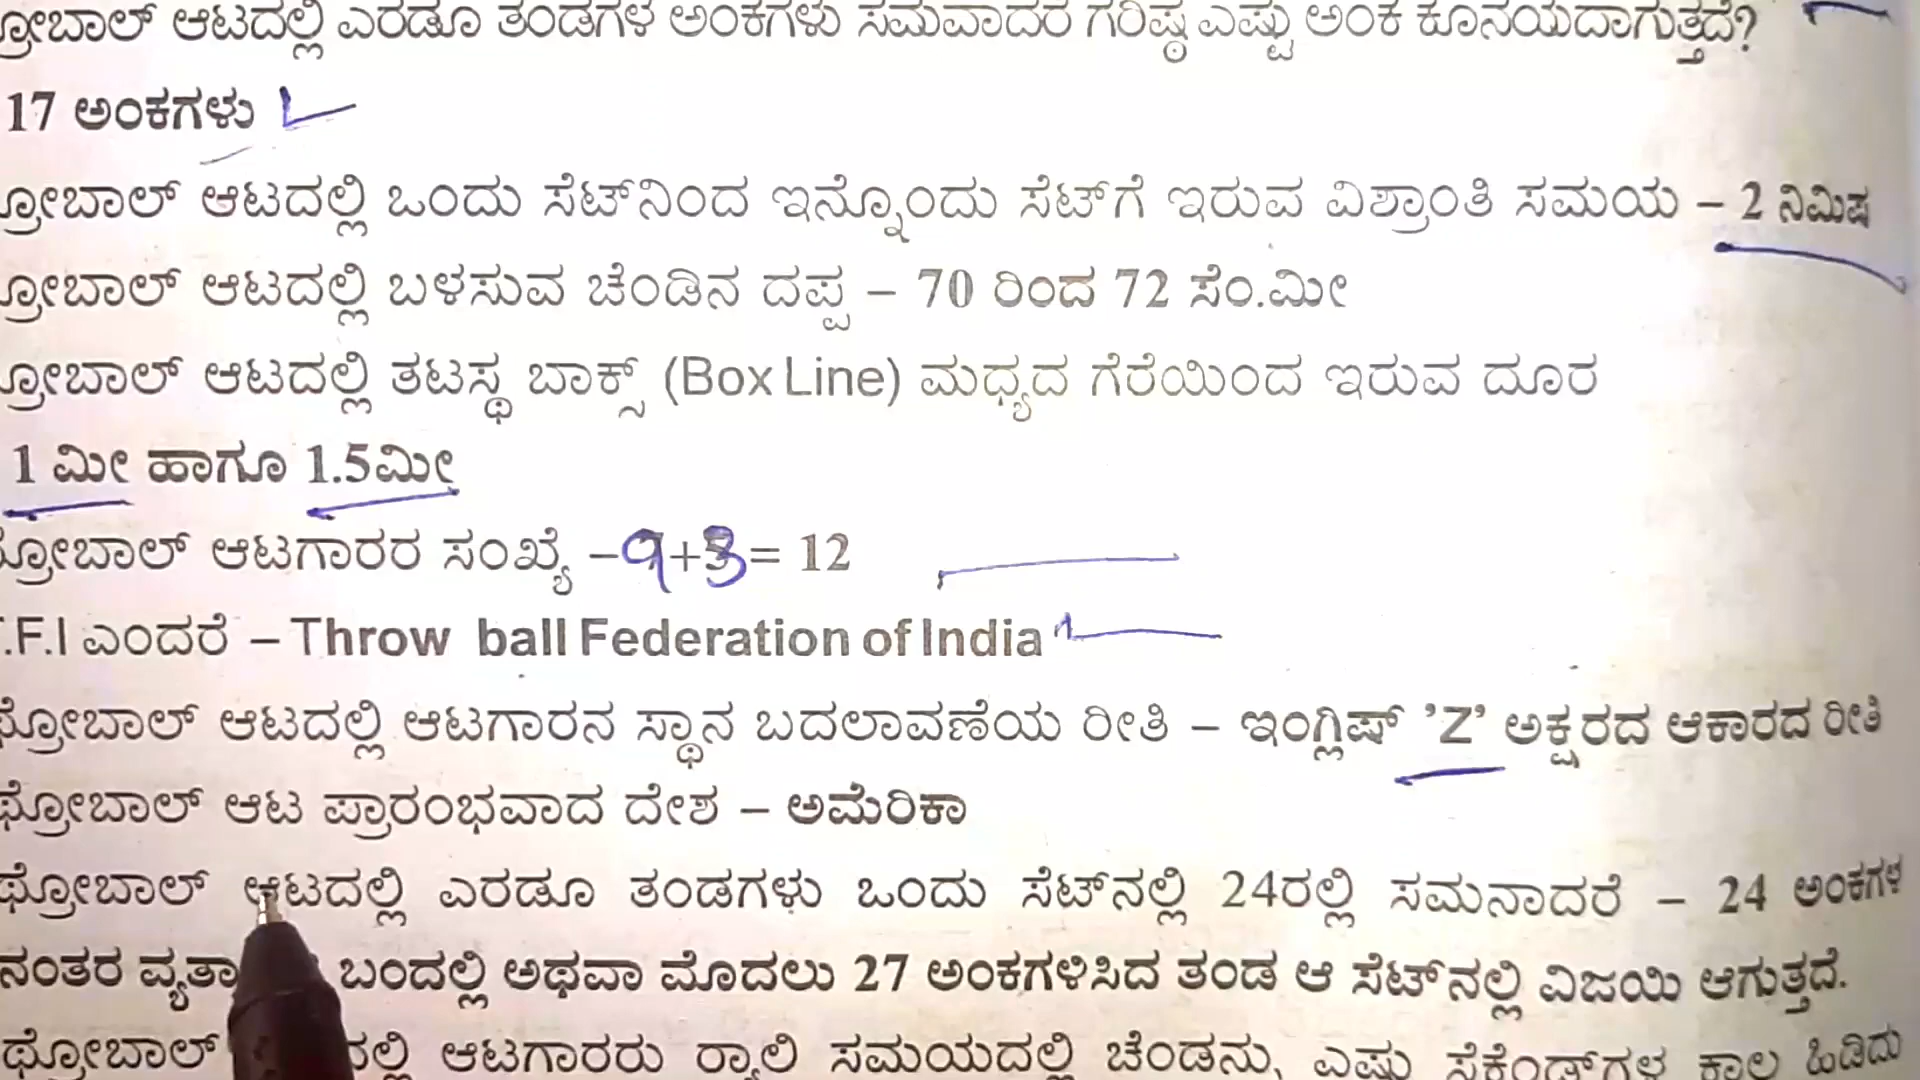 ರೋಬಾಲ್ ಆಟದಲ್ಲಿ ಎರಡೂ ತಂಡಗಳ ಅಂಕಗಳು ಸಮವಾದರೆ ಗರಿಷ್ಠ ಎಷ್ಟು ಅಂಕ ಕೊನೆಯದಾಗುತ್ತದೆ?
17 ಅಂಕಗಳು
ರೋಬಾಲ್ ಆಟದಲ್ಲಿ ಒಂದು ಸೆಟ್‌ನಿಂದ ಇನ್ನೊಂದು ಸೆಟ್‌ಗೆ ಇರುವ ವಿಶ್ರಾಂತಿ ಸಮಯ – 2 ನಿಮಿಷ
ರೋಬಾಲ್ ಆಟದಲ್ಲಿ ಬಳಸುವ ಚೆಂಡಿನ ದಪ್ಪ – 70 ರಿಂದ 72 ಸೆಂ.ಮೀ
ರೋಬಾಲ್ ಆಟದಲ್ಲಿ ತಟಸ್ಥ ಬಾಕ್ಸ್ (Box Line) ಮಧ್ಯದ ಗೆರೆಯಿಂದ ಇರುವ ದೂರ
1 ಮೀ ಹಾಗೂ 1.5ಮೀ
ಥ್ರೋಬಾಲ್ ಆಟಗಾರರ ಸಂಖ್ಯೆ –9+3= 12
.F.I ಎಂದರೆ – Throw ball Federation of India
ಥ್ರೋಬಾಲ್ ಆಟದಲ್ಲಿ ಆಟಗಾರನ ಸ್ಥಾನ ಬದಲಾವಣೆಯ ರೀತಿ – ಇಂಗ್ಲಿಷ್ ’Z’ ಅಕ್ಷರದ ಆಕಾರದ ರೀತಿ
ಥ್ರೋಬಾಲ್ ಆಟ ಪ್ರಾರಂಭವಾದ ದೇಶ – ಅಮೆರಿಕಾ
ಥ್ರೋಬಾಲ್ ಆಟದಲ್ಲಿ ಎರಡೂ ತಂಡಗಳು ಒಂದು ಸೆಟ್‌ನಲ್ಲಿ 24ರಲ್ಲಿ ಸಮನಾದರೆ – 24 ಅಂಕಗಳ
ನಂತರ ಬಂದಲ್ಲಿ ಅಥವಾ ಮೊದಲು 27 ಅಂಕಗಳಿಸಿದ ತಂಡ ಆ ಸೆಟ್‌ನಲ್ಲಿ ವಿಜಯಿ ಆಗುತ್ತದೆ.
ಥ್ರೋಬಾಲ್ ಆಟಗಾರರು ರ‍್ಯಾಲಿ ಸಮಯದಲ್ಲಿ ಚೆಂಡನ್ನು ಎಷ್ಟು ಸೆಕೆಂಡ್‌ಗಳ ಕಾಲ ಹಿಡಿದು